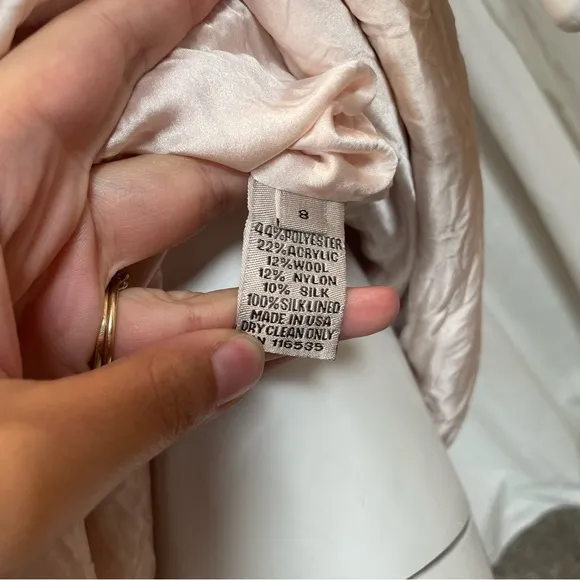 8
44%POLYESTER
22%ACRYLIC
12%WOOL
12% NYLON
10% SILK
100%SILK LINED
MADE IN USA
DRY CLEAN ONLY
N 116535